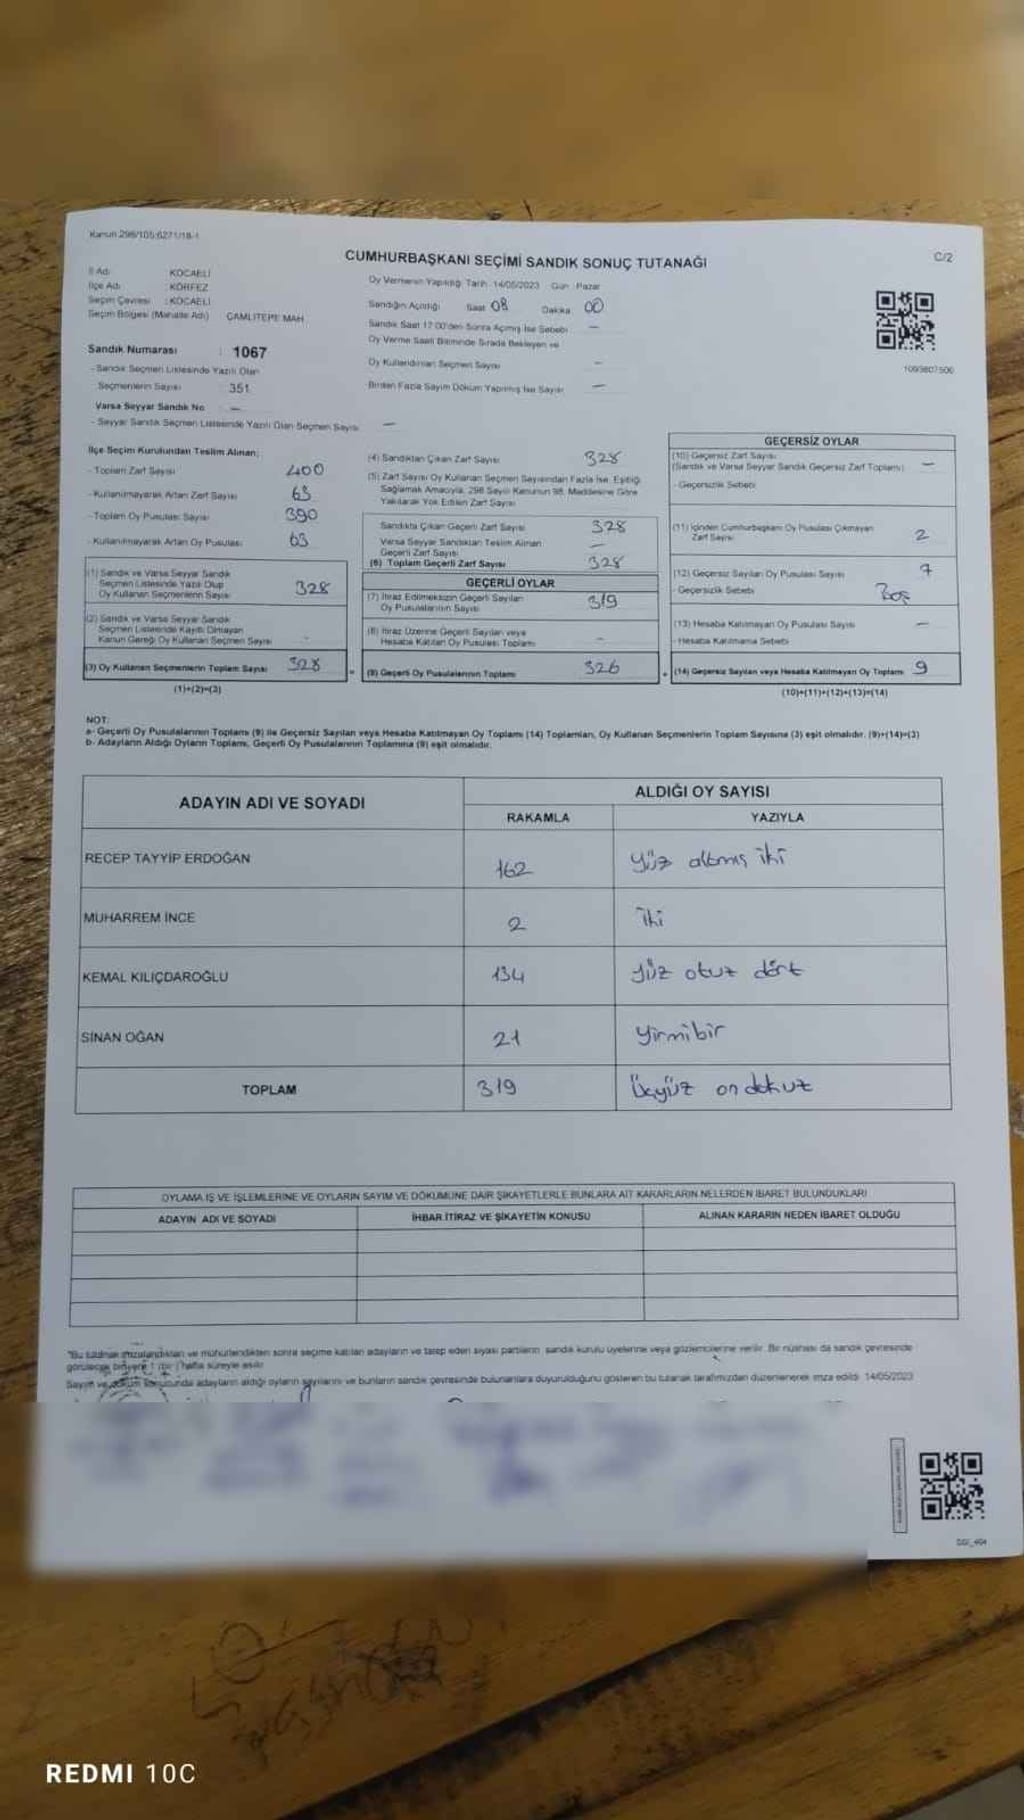 Kanun 298/105;6271/18-1
CUMHURBAŞKANI SEÇİMİ SANDIK SONUÇ TUTANAĞI
C/2
İl Adı : KOCAELİ
İlçe Adı : KÖRFEZ
Seçim Çevresi : KOCAELİ
Seçim Bölgesi (Mahalle Adı) ÇAMLITEPE MAH.
Sandık Numarası : 1067
- Sandık Seçmen Listesinde Yazılı Olan
Seçmenlerin Sayısı 351
Varsa Seyyar Sandık No —
- Seyyar Sandık Seçmen Listesinde Yazılı Olan Seçmen Sayısı —
Oy Vermenin Yapıldığı Tarih 14/05/2023 Gün : Pazar
Sandığın Açıldığı Saat 08 Dakika 00
Sandık Saat 17:00'den Sonra Açılmış İse Sebebi —
Oy Verme Saati Bitiminde Sırada Bekleyen ve
Oy Kullandırılan Seçmen Sayısı —
Birden Fazla Sayım Döküm Yapılmış İse Sayısı —
1093807506
İlçe Seçim Kurulundan Teslim Alınan;
- Toplam Zarf Sayısı 400
- Kullanılmayarak Artan Zarf Sayısı 63
- Toplam Oy Pusulası Sayısı 390
- Kullanılmayarak Artan Oy Pusulası 63
(1) Sandık ve Varsa Seyyar Sandık
Seçmen Listesinde Yazılı Olup
Oy Kullanan Seçmenlerin Sayısı 328
(2) Sandık ve Varsa Seyyar Sandık
Seçmen Listesinde Kayıtlı Olmayan
Kanun Gereği Oy Kullanan Seçmen Sayısı -
(3) Oy Kullanan Seçmenlerin Toplam Sayısı 328
(1)+(2)=(3)
(4) Sandıktan Çıkan Zarf Sayısı 328
(5) Zarf Sayısı Oy Kullanan Seçmen Sayısından Fazla İse, Eşitliği
Sağlamak Amacıyla, 298 Sayılı Kanunun 98. Maddesine Göre
Yakılarak Yok Edilen Zarf Sayısı
Sandıkta Çıkan Geçerli Zarf Sayısı 328
Varsa Seyyar Sandıktan Teslim Alınan
Geçerli Zarf Sayısı —
(6) Toplam Geçerli Zarf Sayısı 328
GEÇERLİ OYLAR
(7) İtiraz Edilmeksizin Geçerli Sayılan
Oy Pusulalarının Sayısı 319
(8) İtiraz Üzerine Geçerli Sayılan veya
Hesaba Katılan Oy Pusulası Toplamı -
= (9) Geçerli Oy Pusulalarının Toplamı 326
GEÇERSİZ OYLAR
(10) Geçersiz Zarf Sayısı
(Sandık ve Varsa Seyyar Sandık Geçersiz Zarf Toplamı) —
- Geçersizlik Sebebi
(11) İçinden Cumhurbaşkanı Oy Pusulası Çıkmayan
Zarf Sayısı 2
(12) Geçersiz Sayılan Oy Pusulası Sayısı 7
- Geçersizlik Sebebi Boş
(13) Hesaba Katılmayan Oy Pusulası Sayısı —
- Hesaba Katılmama Sebebi
+ (14) Geçersiz Sayılan veya Hesaba Katılmayan Oy Toplamı 9
(10)+(11)+(12)+(13)=(14)
NOT:
a- Geçerli Oy Pusulalarının Toplamı (9) ile Geçersiz Sayılan veya Hesaba Katılmayan Oy Toplamı (14) Toplamları, Oy Kullanan Seçmenlerin Toplam Sayısına (3) eşit olmalıdır. (9)+(14)=(3)
b- Adayların Aldığı Oyların Toplamı, Geçerli Oy Pusulalarının Toplamına (9) eşit olmalıdır.
ADAYIN ADI VE SOYADI ALDIĞI OY SAYISI
RAKAMLA YAZIYLA
RECEP TAYYİP ERDOĞAN 162 Yüz altmış iki
MUHARREM İNCE 2 iki
KEMAL KILIÇDAROĞLU 134 Yüz otuz dört
SİNAN OĞAN 21 Yirmibir
TOPLAM 319 Üçyüz on dokuz
OYLAMA İŞ VE İŞLEMLERİNE VE OYLARIN SAYIM VE DÖKÜMÜNE DAİR ŞİKAYETLERLE BUNLARA AİT KARARLARIN NELERDEN İBARET BULUNDUKLARI
ADAYIN ADI VE SOYADI İHBAR,İTİRAZ VE ŞİKAYETİN KONUSU ALINAN KARARIN NEDEN İBARET OLDUĞU
"Bu tutanak imzalandıktan ve mühürlendikten sonra seçime katılan adayların ve talep eden siyasi partilerin sandık kurulu üyelerine veya gözlemcilerine verilir. Bir nüshası da sandık çevresinde
görülecek bir yere 1 (bir) hafta süreyle asılır.
Sayım ve döküm sonucunda adayların aldığı oyların sayılarını ve bunların sandık çevresinde bulunanlara duyurulduğunu gösteren bu tutanak tarafımızdan düzenlenerek imza edildi. 14/05/2023
REDMI 10C